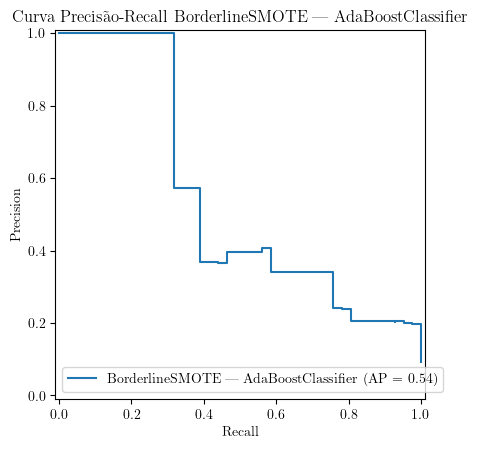 Curva Precisão-Recall BorderlineSMOTE — AdaBoostClassifier
1.0
0.8
0.6
0.4
0.2
0.0
Precision
BorderlineSMOTE — AdaBoostClassifier (AP = 0.54)
0.0 0.2 0.4 0.6 0.8 1.0
Recall